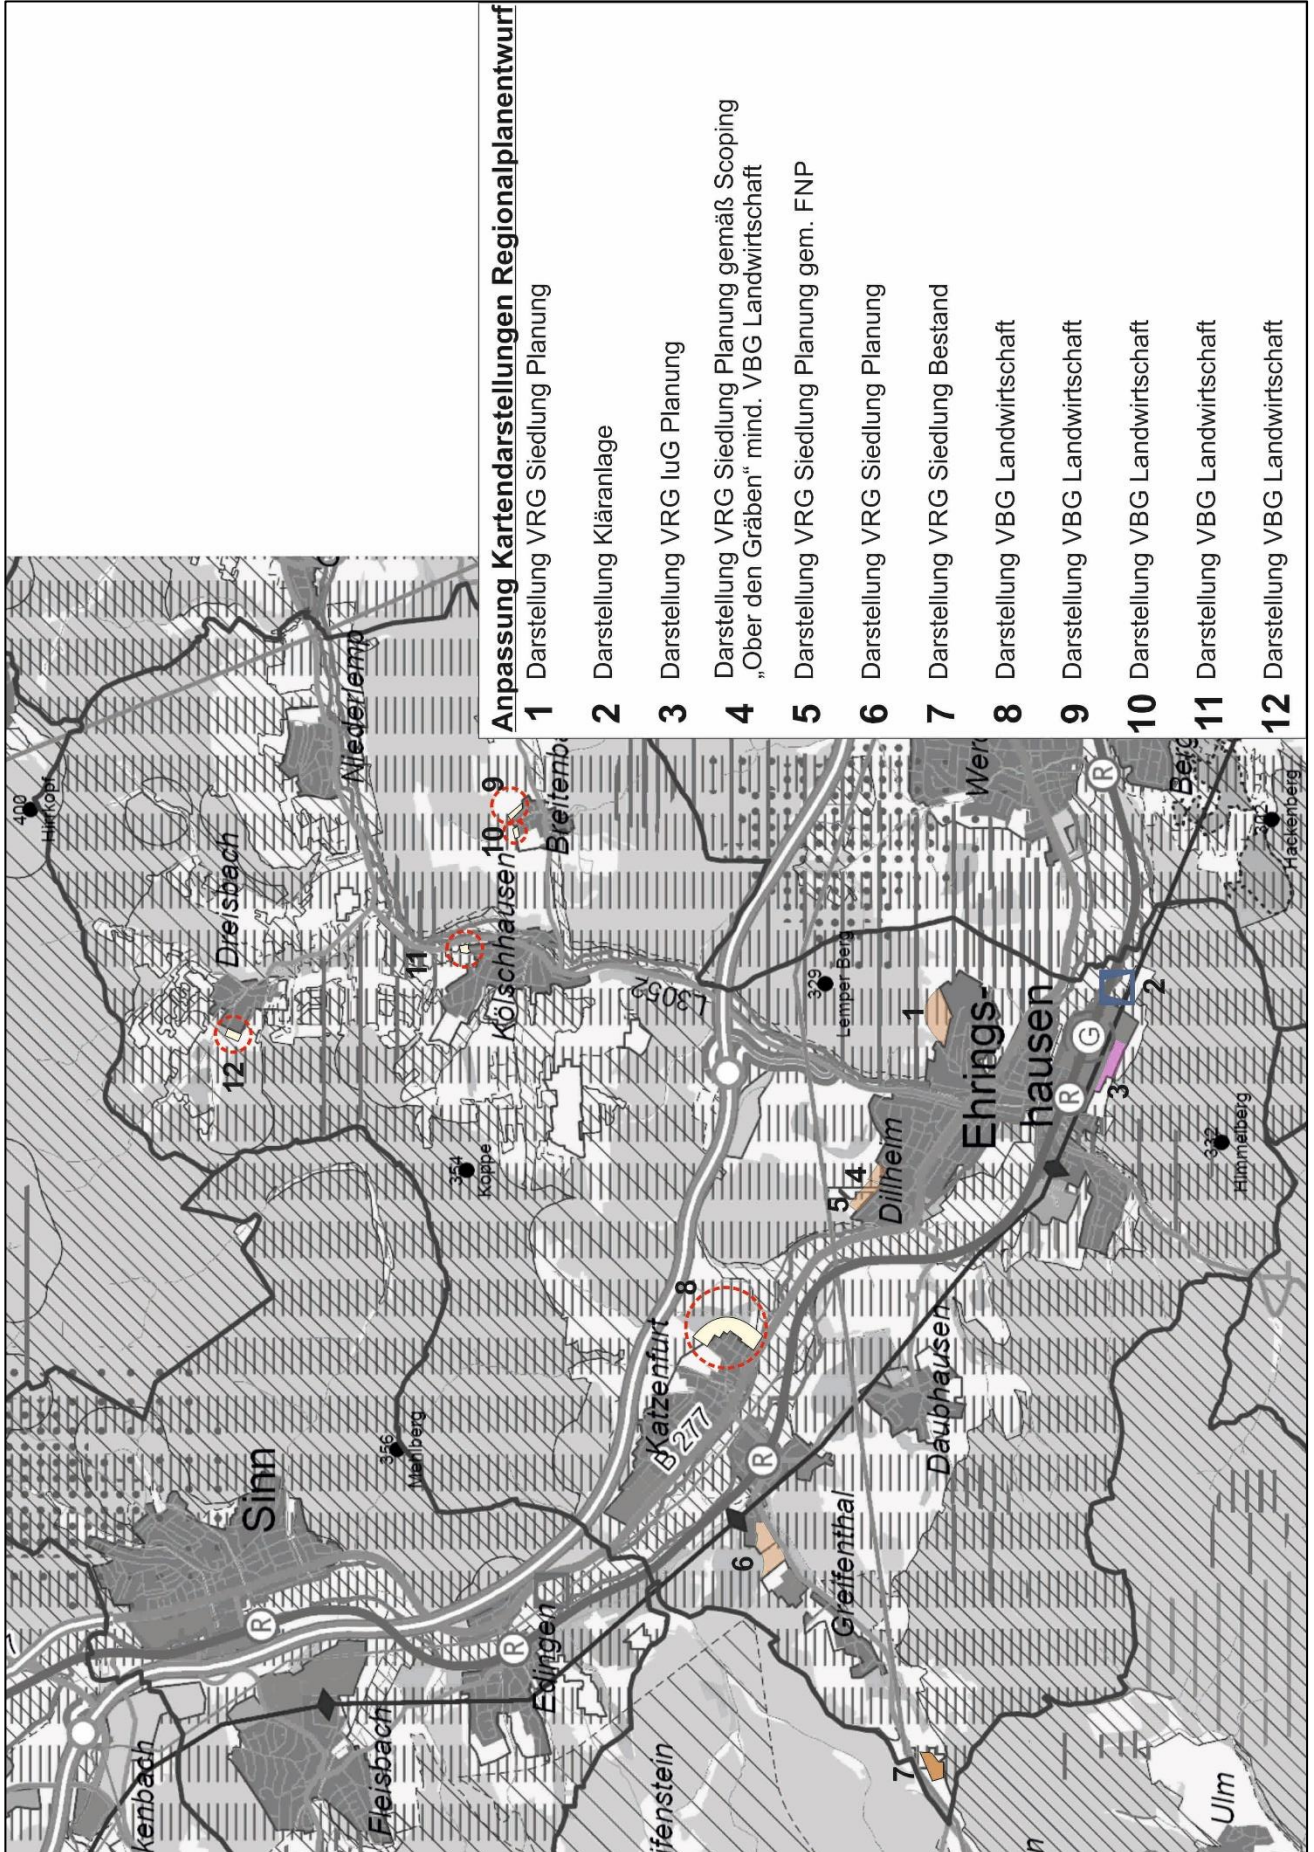 Anpassung Kartendarstellungen Regionalplanentwurf
1 Darstellung VRG Siedlung Planung
2 Darstellung Kläranlage
3 Darstellung VRG IuG Planung
4 Darstellung VRG Siedlung Planung gemäß Scoping
„Ober den Gräben“ mind. VBG Landwirtschaft
5 Darstellung VRG Siedlung Planung gem. FNP
6 Darstellung VRG Siedlung Planung
7 Darstellung VRG Siedlung Bestand
8 Darstellung VBG Landwirtschaft
9 Darstellung VBG Landwirtschaft
10 Darstellung VBG Landwirtschaft
11 Darstellung VBG Landwirtschaft
12 Darstellung VBG Landwirtschaft
400
Hirrkopf
Niederlemp
Dreisbach
12
11
Kölschhausen
10
9
Breitenba
L3052
354
Koppe
356
Mehlberg
Sinn
R
Fleisbach
kenbach
Edingen
R
ifenstein
Katzenfurt
B 277
8
R
6
Greifenthal
7
Daubhausen
5
4
Dillheim
329
Lemper Berg
1
Ehrings-
hausen
R
G
2
3
332
Himmelberg
Werd
R
Berg
Hackenberg
Ulm
n